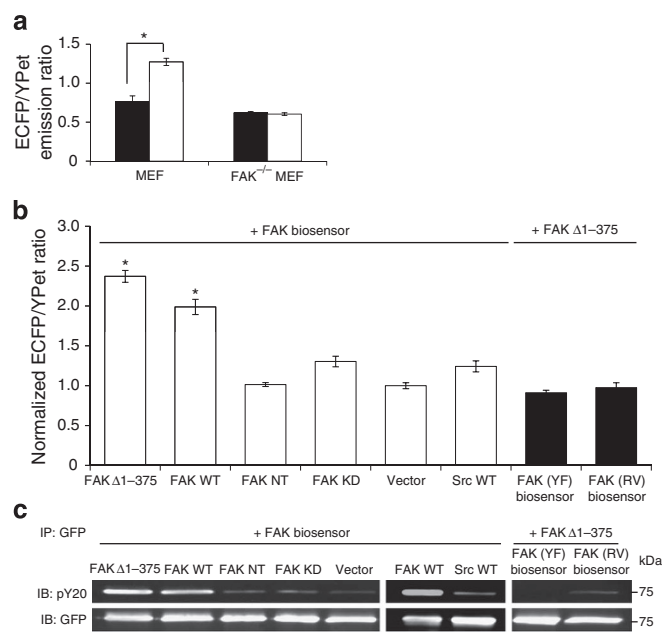 a
ECFP/YPet
emission ratio
1.5
1.0
0.5
0
*
MEF
FAK−/− MEF
b
Normalized ECFP/YPet ratio
3.0
2.5
2.0
1.5
1.0
0.5
0
+ FAK biosensor
+ FAK Δ1–375
*
*
FAK Δ1–375
FAK WT
FAK NT
FAK KD
Vector
Src WT
FAK (YF)
biosensor
FAK (RV)
biosensor
c
IP: GFP
+ FAK biosensor
+ FAK Δ1–375
FAK Δ1–375 FAK WT FAK NT FAK KD Vector
FAK WT Src WT
FAK (YF)
biosensor
FAK (RV)
biosensor
kDa
IB: pY20
75
IB: GFP
75